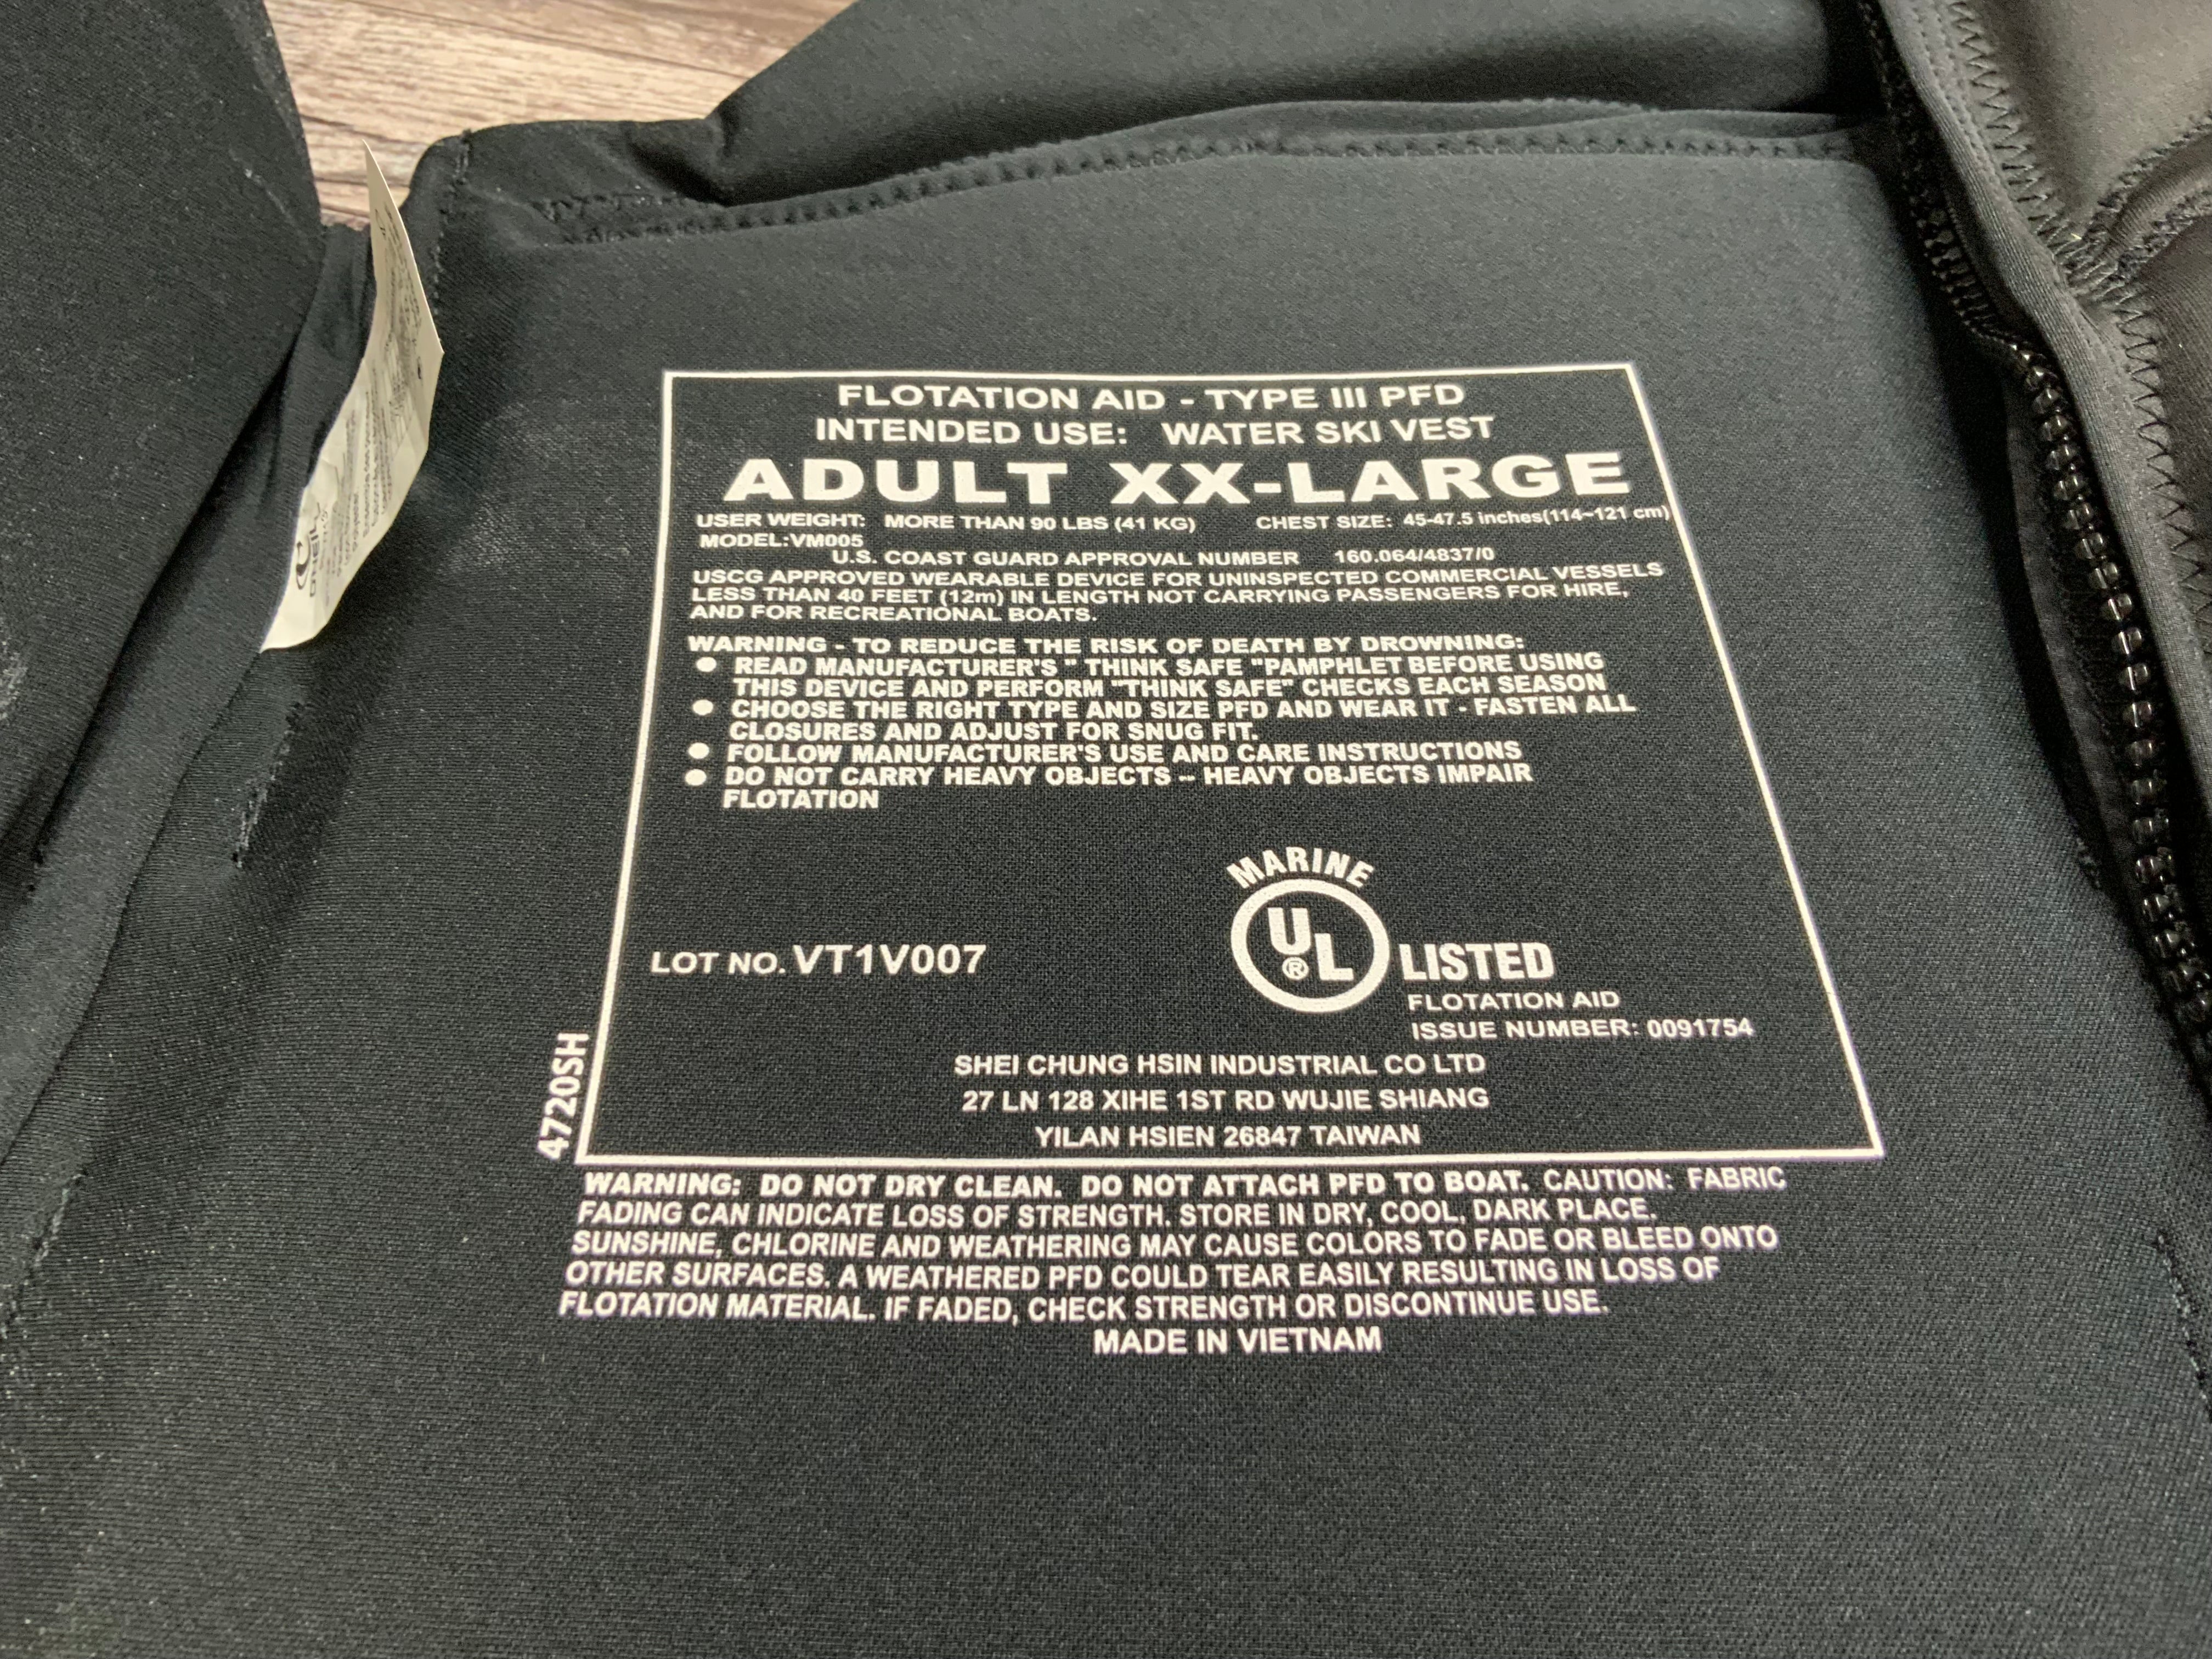 FLOTATION AID - TYPE III PFD
INTENDED USE: WATER SKI VEST
ADULT XX-LARGE
USER WEIGHT: MORE THAN 90 LBS (41 KG) CHEST SIZE: 45-47.5 inches(114~121 cm)
MODEL:VM005
U.S. COAST GUARD APPROVAL NUMBER 160.064/4837/0
USCG APPROVED WEARABLE DEVICE FOR UNINSPECTED COMMERCIAL VESSELS
LESS THAN 40 FEET (12m) IN LENGTH NOT CARRYING PASSENGERS FOR HIRE,
AND FOR RECREATIONAL BOATS.
WARNING - TO REDUCE THE RISK OF DEATH BY DROWNING:
● READ MANUFACTURER'S " THINK SAFE "PAMPHLET BEFORE USING
THIS DEVICE AND PERFORM "THINK SAFE" CHECKS EACH SEASON
● CHOOSE THE RIGHT TYPE AND SIZE PFD AND WEAR IT - FASTEN ALL
CLOSURES AND ADJUST FOR SNUG FIT.
● FOLLOW MANUFACTURER'S USE AND CARE INSTRUCTIONS
● DO NOT CARRY HEAVY OBJECTS -- HEAVY OBJECTS IMPAIR
FLOTATION
MARINE
UL®
LISTED
LOT NO. VT1V007
FLOTATION AID
ISSUE NUMBER: 0091754
SHEI CHUNG HSIN INDUSTRIAL CO LTD
27 LN 128 XIHE 1ST RD WUJIE SHIANG
YILAN HSIEN 26847 TAIWAN
4720SH
WARNING: DO NOT DRY CLEAN. DO NOT ATTACH PFD TO BOAT. CAUTION: FABRIC
FADING CAN INDICATE LOSS OF STRENGTH. STORE IN DRY, COOL, DARK PLACE.
SUNSHINE, CHLORINE AND WEATHERING MAY CAUSE COLORS TO FADE OR BLEED ONTO
OTHER SURFACES. A WEATHERED PFD COULD TEAR EASILY RESULTING IN LOSS OF
FLOTATION MATERIAL. IF FADED, CHECK STRENGTH OR DISCONTINUE USE.
MADE IN VIETNAM
O'NEILL